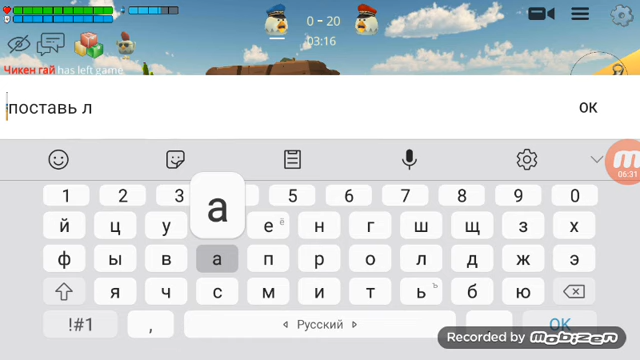 0 - 20
03:16
Чикен гай has left game
поставь л
ОК
06:31
а
1 2 3 5 6 7 8 9 0
й ц у е ё н г ш щ з х
ф ы в а п р о л д ж э
я ч с м и т ь ъ б ю
!#1 , Русский OK
Recorded by MOBIZEN